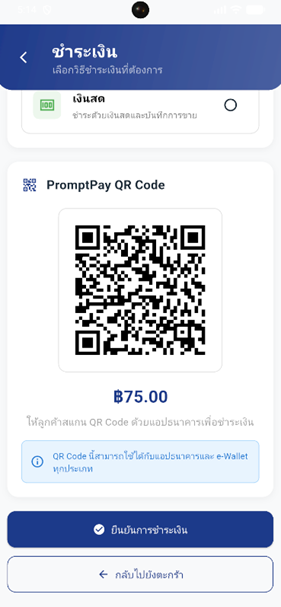 ชำระเงิน
เลือกวิธีชำระเงินที่ต้องการ
เงินสด
ชำระด้วยเงินสดและบันทึกการขาย
PromptPay QR Code
฿75.00
ให้ลูกค้าสแกน QR Code ด้วยแอปธนาคารเพื่อชำระเงิน
QR Code นี้สามารถใช้ได้กับแอปธนาคารและ e-Wallet
ทุกประเภท
ยืนยันการชำระเงิน
กลับไปยังตะกร้า